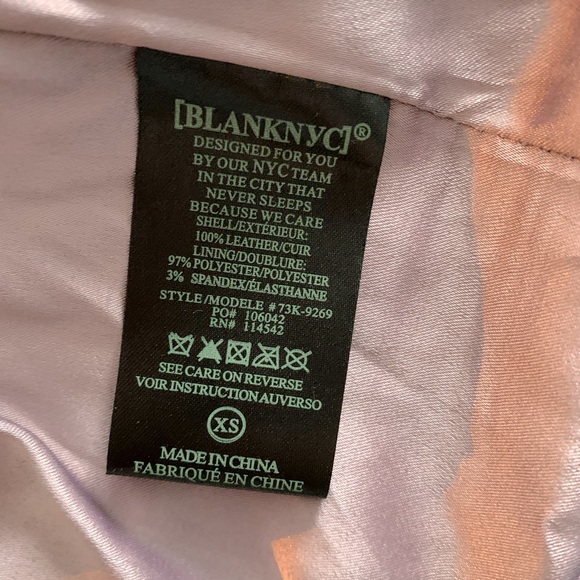 [BLANKNYC]®
DESIGNED FOR YOU
BY OUR NYC TEAM
IN THE CITY THAT
NEVER SLEEPS
BECAUSE WE CARE
SHELL/EXTÉRIEUR:
100% LEATHER/CUIR
LINING/DOUBLURE:
97% POLYESTER/POLYESTER
3% SPANDEX/ÉLASTHANNE
STYLE/MODELE #73K-9269
PO# 106042
RN# 114542
SEE CARE ON REVERSE
VOIR INSTRUCTION AUVERSO
XS
MADE IN CHINA
FABRIQUÉ EN CHINE